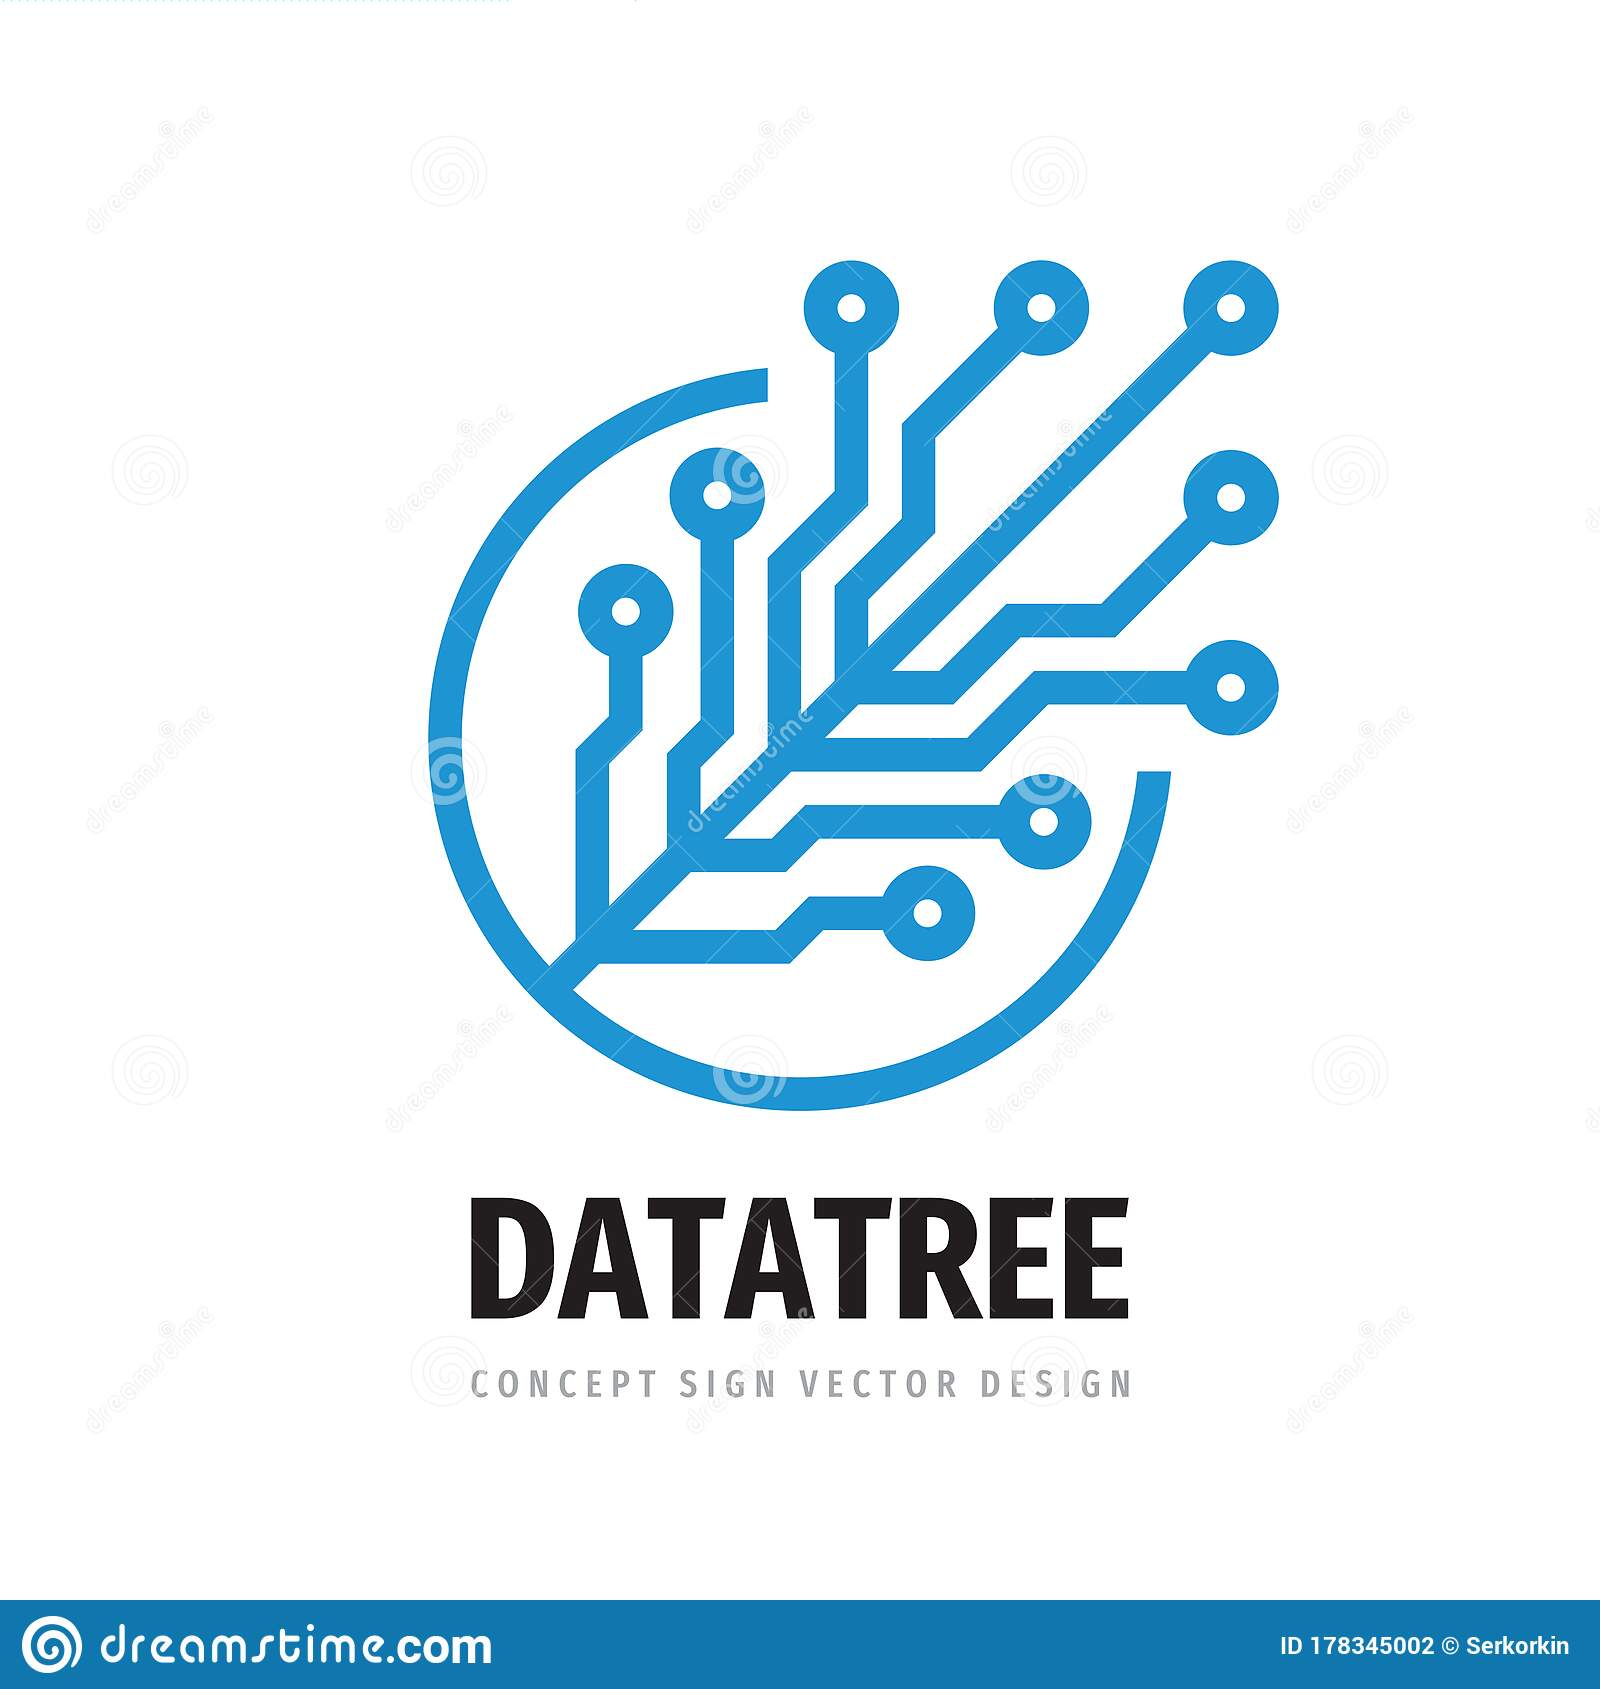 DATATREE
CONCEPT SIGN VECTOR DESIGN
dreamstime.com
ID 178345002 © Serkorkin